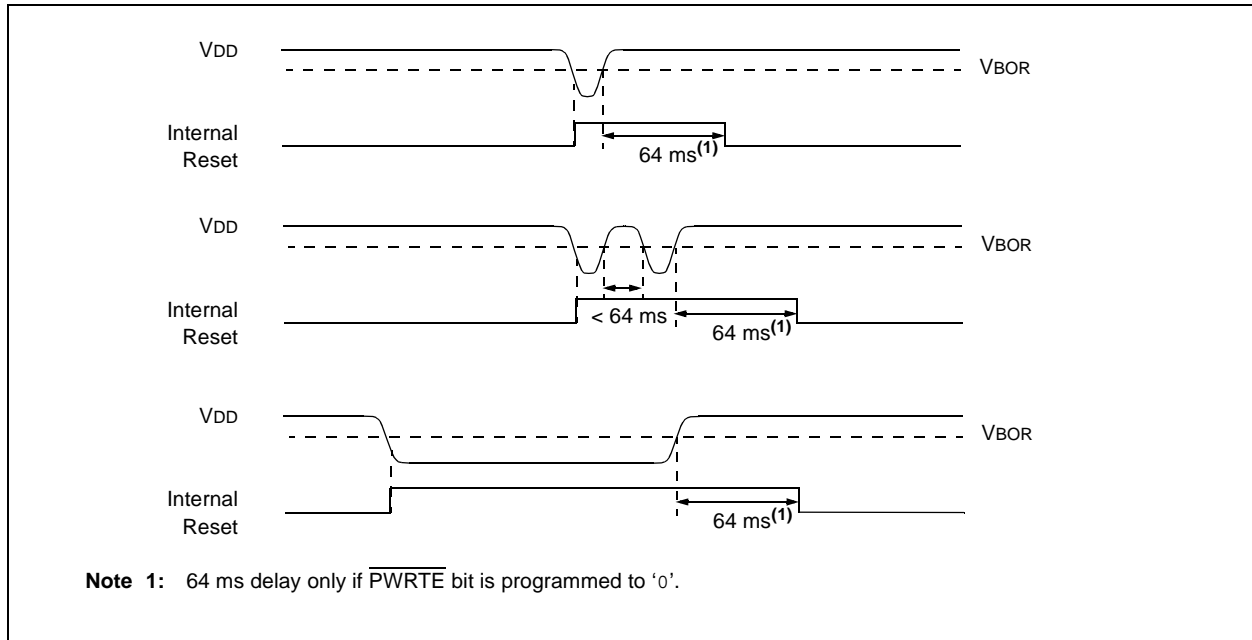 VDD
VBOR
Internal
Reset
64 ms(1)
VDD
VBOR
Internal
Reset
< 64 ms
64 ms(1)
VDD
VBOR
Internal
Reset
64 ms(1)
Note 1: 64 ms delay only if PWRTE bit is programmed to ‘0’.